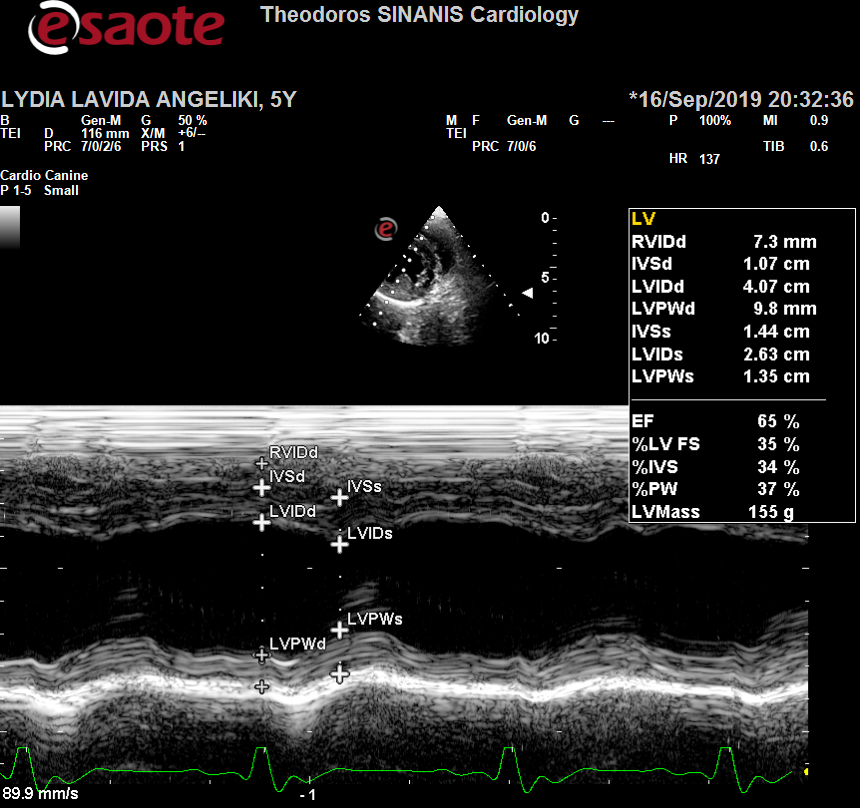 esaote
Theodoros SINANIS Cardiology
LYDIA LAVIDA ANGELIKI, 5Y
*16/Sep/2019 20:32:36
B Gen-M G 50 %
TEI D 116 mm X/M +6/--
PRC 7/0/2/6 PRS 1
M F Gen-M G ---
TEI
PRC 7/0/6
P 100% MI 0.9
TIB 0.6
HR 137
Cardio Canine
P 1-5 Small
e
0-
5
10-
LV
RVIDd 7.3 mm
IVSd 1.07 cm
LVIDd 4.07 cm
LVPWd 9.8 mm
IVSs 1.44 cm
LVIDs 2.63 cm
LVPWs 1.35 cm
EF 65 %
%LV FS 35 %
%IVS 34 %
%PW 37 %
LVMass 155 g
RVIDd
IVSd
IVSs
LVIDd
LVIDs
LVPWs
LVPWd
89.9 mm/s
-1